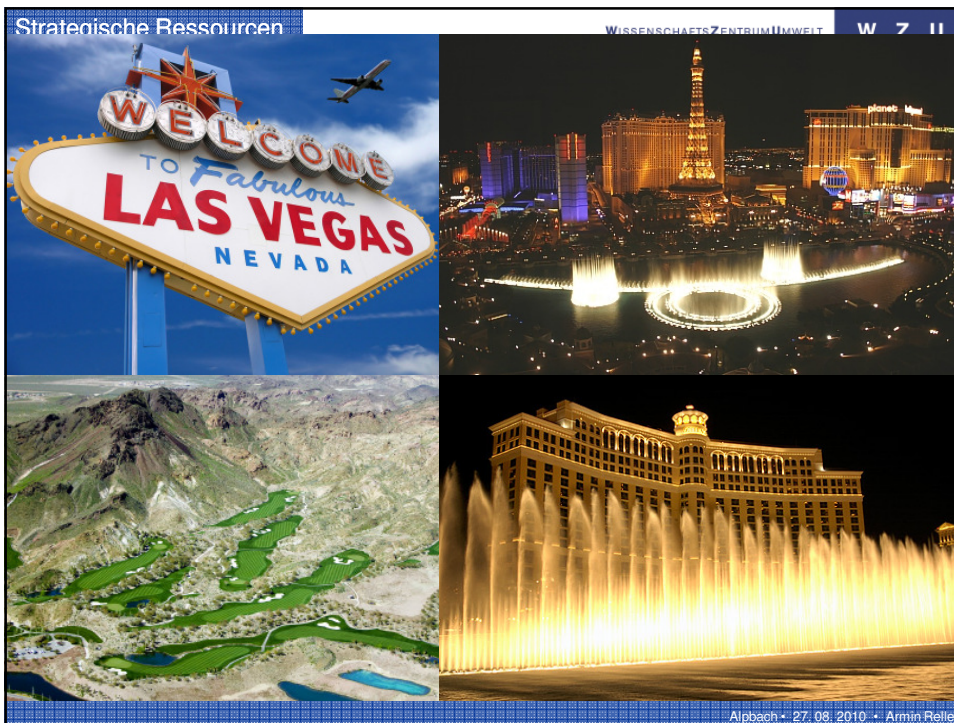 Strategische Ressourcen
WISSENSCHAFTSZENTRUMUMWELT
W Z U
WELCOME
TO Fabulous
LAS VEGAS
NEVADA
planet
Alpbach • 27. 08. 2010 • Armin Relle